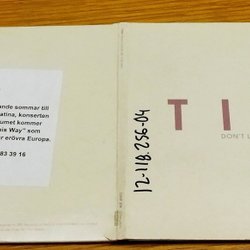 ande sommar till
atina, konserten
umet kommer
is Way" som
r erövra Europa.
83 39 16
12-118.256-04
TI
DON'T L